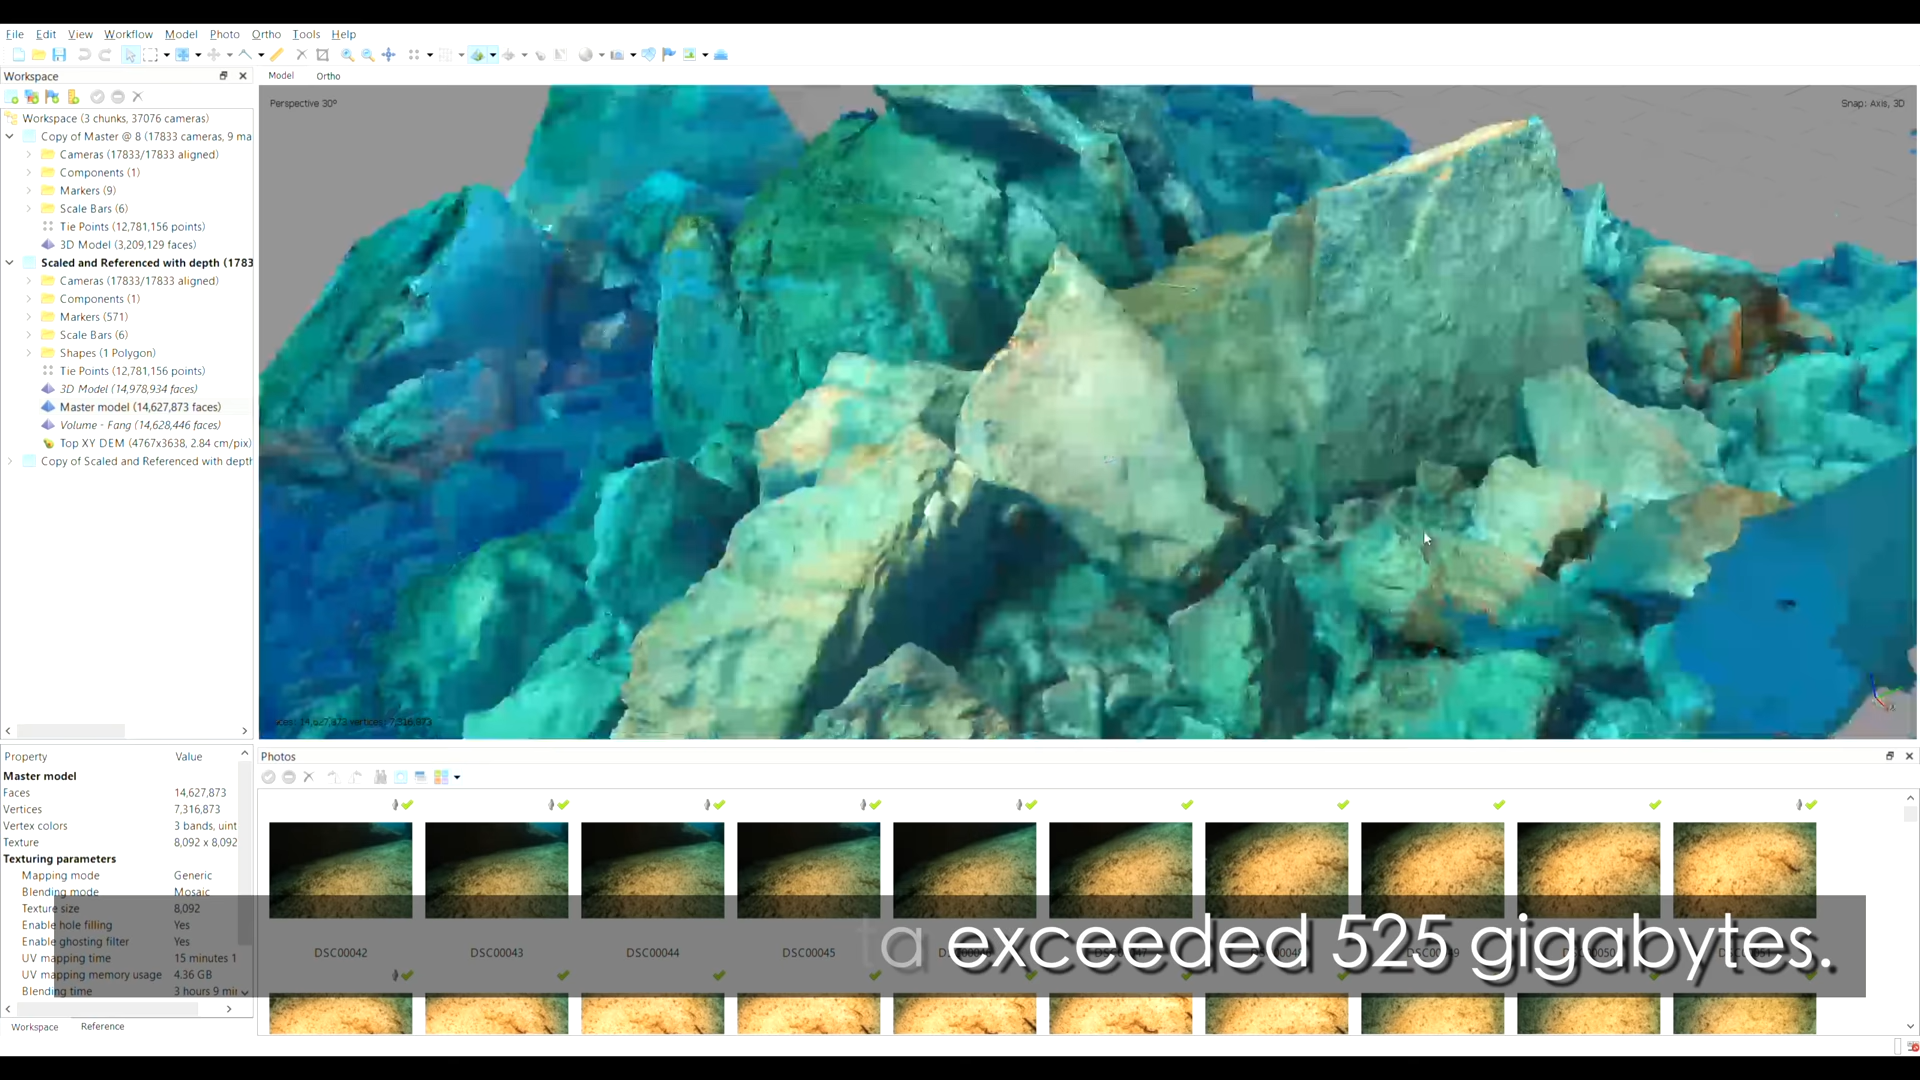 File Edit View Workflow Model Photo Ortho Tools Help
Workspace
Model Ortho
Perspective 30°
Snap: Axis, 3D
Workspace (3 chunks, 37076 cameras)
Copy of Master @ 8 (17833 cameras, 9 ma
Cameras (17833/17833 aligned)
Components (1)
Markers (9)
Scale Bars (6)
Tie Points (12,781,156 points)
3D Model (3,209,129 faces)
Scaled and Referenced with depth (1783
Cameras (17833/17833 aligned)
Components (1)
Markers (571)
Scale Bars (6)
Shapes (1 Polygon)
Tie Points (12,781,156 points)
3D Model (14,978,934 faces)
Master model (14,627,873 faces)
Volume - Fang (14,628,446 faces)
Top XY DEM (4767x3638, 2.84 cm/pix)
Copy of Scaled and Referenced with depth
faces: 14,627,873 vertices: 7,316,873
Property Value
Master model
Faces 14,627,873
Vertices 7,316,873
Vertex colors 3 bands, uint
Texture 8,092 x 8,092
Texturing parameters
Mapping mode Generic
Blending mode Mosaic
Texture size 8,092
Enable hole filling Yes
Enable ghosting filter Yes
UV mapping time 15 minutes 1
UV mapping memory usage 4.36 GB
Blending time 3 hours 9 min
Workspace Reference
Photos
DSC00042 DSC00043 DSC00044 DSC00045
ta exceeded 525 gigabytes.